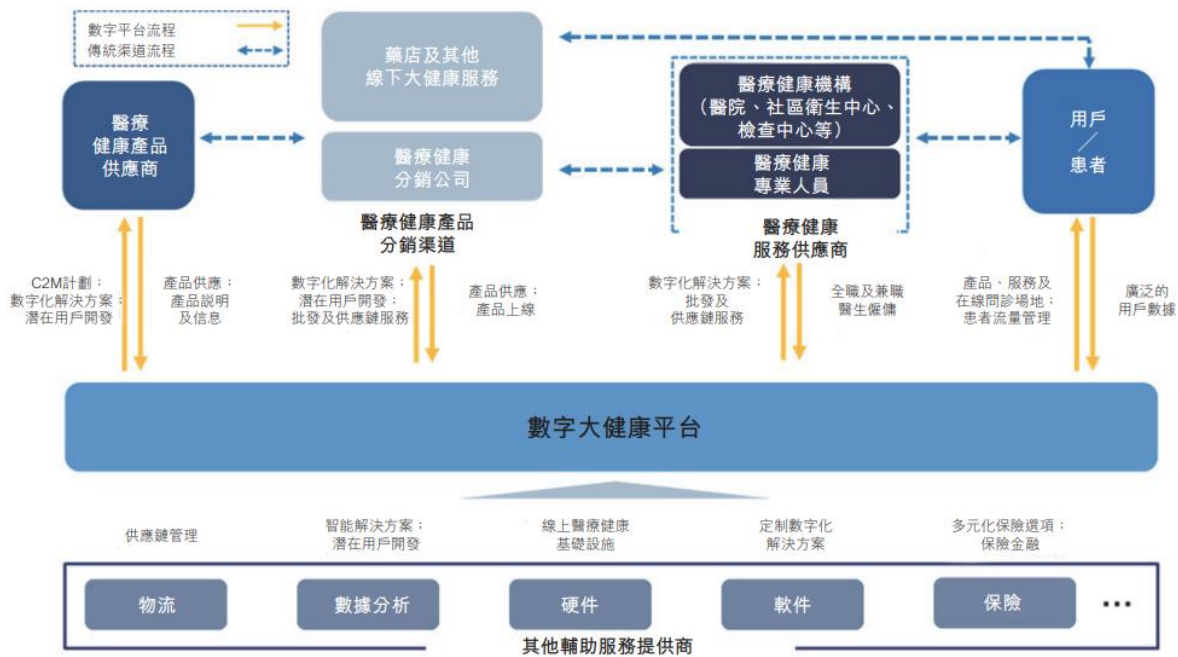 數字平台流程
傳統渠道流程
藥店及其他
線下大健康服務
醫療
健康產品
供應商
醫療健康
分銷公司
醫療健康產品
分銷渠道
醫療健康機構
（醫院、社區衛生中心、
檢查中心等）
醫療健康
專業人員
醫療健康
服務供應商
用戶
／
患者
C2M計劃；
數字化解決方案；
潛在用戶開發
產品供應；
產品説明
及信息
數字化解決方案；
潛在用戶開發；
批發及供應鏈服務
產品供應；
產品上線
數字化解決方案；
批發及
供應鏈服務
全職及兼職
醫生僱傭
產品、服務及
在線問診場地；
患者流量管理
廣泛的
用戶數據
數字大健康平台
供應鏈管理
智能解決方案；
潛在用戶開發
線上醫療健康
基礎設施
定制數字化
解決方案
多元化保險選項；
保險金融
物流
數據分析
硬件
軟件
保險
•••
其他輔助服務提供商